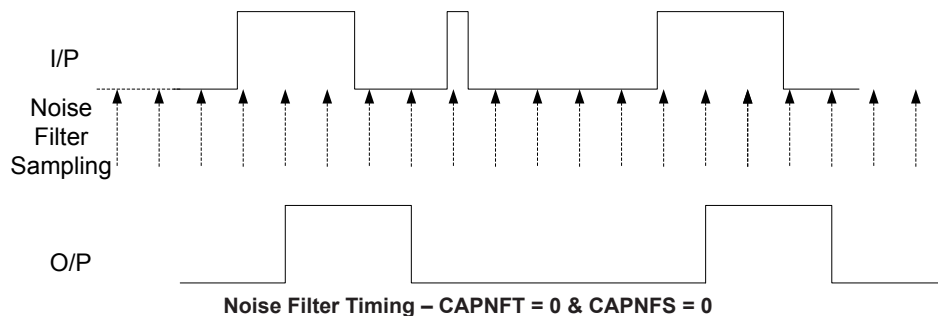 I/P
Noise
Filter
Sampling
O/P
Noise Filter Timing – CAPNFT = 0 & CAPNFS = 0